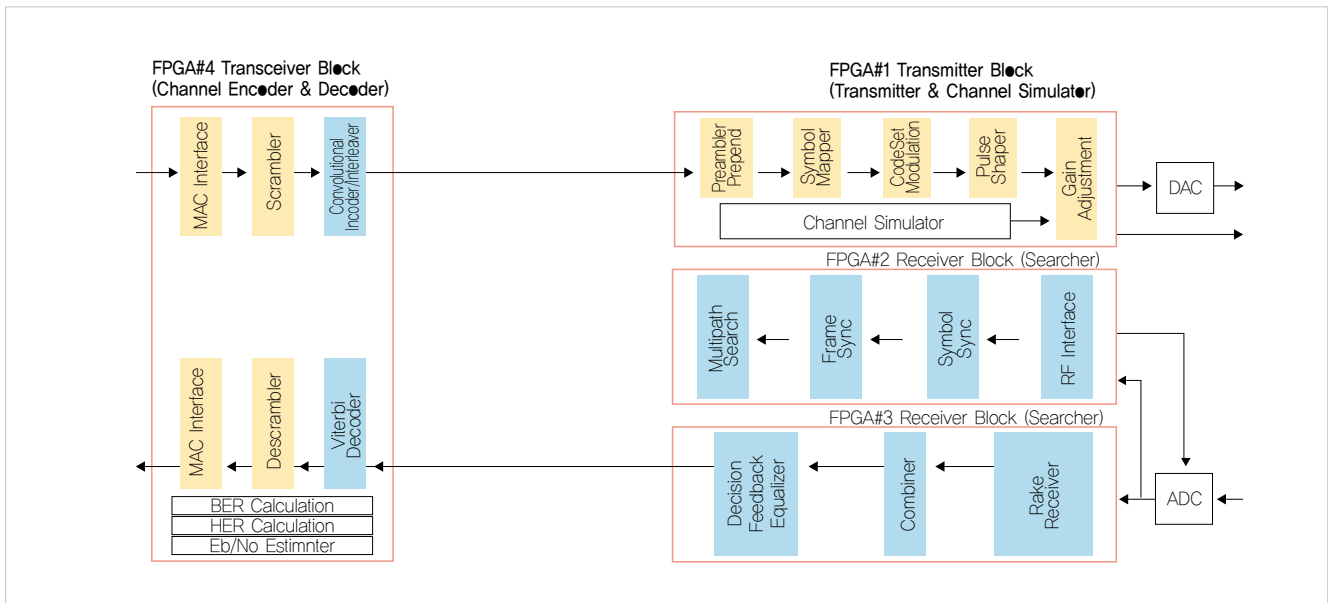 FPGA#4 Transceiver Block
(Channel Encoder & Decoder)
MAC Interface
Scrambler
Convolutional
Incoder/Interleaver
FPGA#1 Transmitter Block
(Transmitter & Channel Simulator)
Preambler
Prepend
Symbol
Mapper
CodeSet
Modulation
Pulse
Shaper
Gain
Adjustment
Channel Simulator
DAC
FPGA#2 Receiver Block (Searcher)
Multipath
Search
Frame
Sync
Symbol
Sync
RF Interface
MAC Interface
Descrambler
Viterbi
Decoder
BER Calculation
HER Calculation
Eb/No Estimnter
FPGA#3 Receiver Block (Searcher)
Decision
Feedback
Equalizer
Combiner
Rake
Receiver
ADC